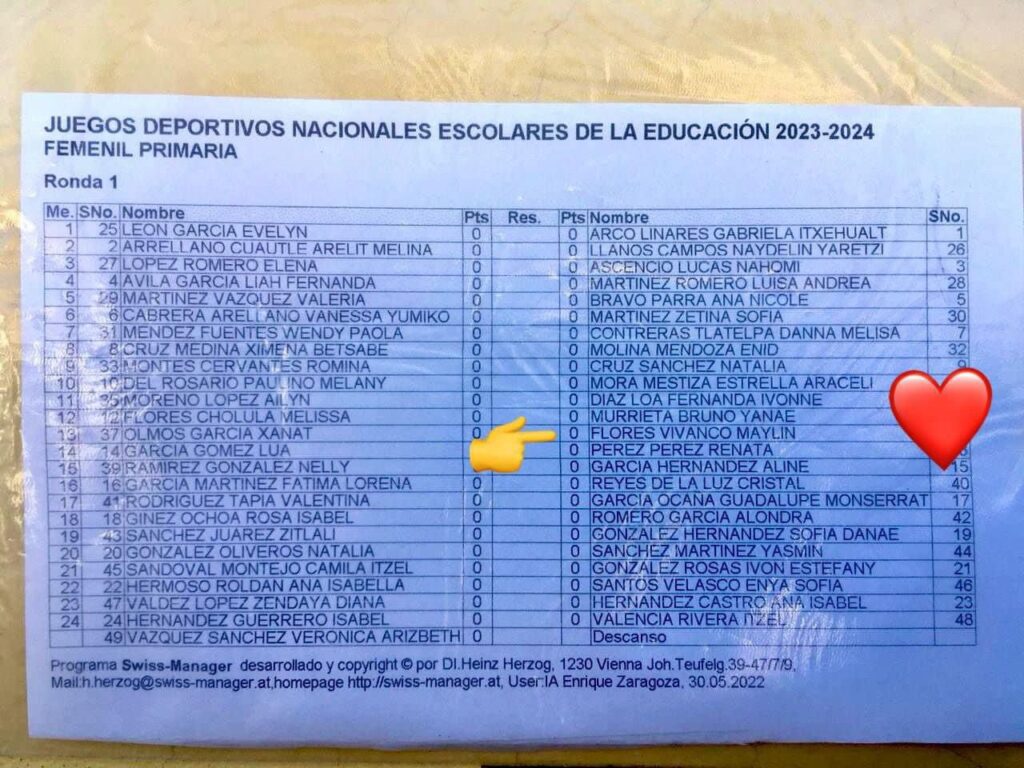 JUEGOS DEPORTIVOS NACIONALES ESCOLARES DE LA EDUCACIÓN 2023-2024
FEMENIL PRIMARIA
Ronda 1
Me. SNo. Nombre Pts Res. Pts Nombre SNo.
1 25 LEON GARCIA EVELYN 0 0 ARCO LINARES GABRIELA ITXEHUALT 1
2 2 ARRELLANO CUAUTLE ARELIT MELINA 0 0 LLANOS CAMPOS NAYDELIN YARETZI 26
3 27 LOPEZ ROMERO ELENA 0 0 ASCENCIO LUCAS NAHOMI 3
4 4 AVILA GARCIA LIAH FERNANDA 0 0 MARTINEZ ROMERO LUISA ANDREA 28
5 29 MARTINEZ VAZQUEZ VALERIA 0 0 BRAVO PARRA ANA NICOLE 5
6 6 CABRERA ARELLANO VANESSA YUMIKO 0 0 MARTINEZ ZETINA SOFIA 30
7 31 MENDEZ FUENTES WENDY PAOLA 0 0 CONTRERAS TLATELPA DANNA MELISA 7
8 8 CRUZ MEDINA XIMENA BETSABE 0 0 MOLINA MENDOZA ENID 32
9 33 MONTES CERVANTES ROMINA 0 0 CRUZ SANCHEZ NATALIA 9
10 10 DEL ROSARIO PAULINO MELANY 0 0 MORA MESTIZA ESTRELLA ARACELI
11 35 MORENO LOPEZ AILYN 0 0 DIAZ LOA FERNANDA IVONNE
12 12 FLORES CHOLULA MELISSA 0 0 MURRIETA BRUNO YANAE
13 37 OLMOS GARCIA XANAT 0 0 FLORES VIVANCO MAYLIN
14 14 GARCIA GOMEZ LUA 0 PEREZ PEREZ RENATA
15 39 RAMIREZ GONZALEZ NELLY 0 0 GARCIA HERNANDEZ ALINE 15
16 16 GARCIA MARTINEZ FATIMA LORENA 0 0 REYES DE LA LUZ CRISTAL 40
17 41 RODRIGUEZ TAPIA VALENTINA 0 0 GARCIA OCAÑA GUADALUPE MONSERRAT 17
18 18 GINEZ OCHOA ROSA ISABEL 0 0 ROMERO GARCIA ALONDRA 42
19 43 SANCHEZ JUAREZ ZITLALI 0 0 GONZALEZ HERNANDEZ SOFIA DANAE 19
20 20 GONZALEZ OLIVEROS NATALIA 0 0 SANCHEZ MARTINEZ YASMIN 44
21 45 SANDOVAL MONTEJO CAMILA ITZEL 0 0 GONZALEZ ROSAS IVON ESTEFANY 21
22 22 HERMOSO ROLDAN ANA ISABELLA 0 0 SANTOS VELASCO ENYA SOFIA 46
23 47 VALDEZ LOPEZ ZENDAYA DIANA 0 0 HERNANDEZ CASTRO ANA ISABEL 23
24 24 HERNANDEZ GUERRERO ISABEL 0 0 VALENCIA RIVERA ITZEL 48
49 VAZQUEZ SANCHEZ VERONICA ARIZBETH 0 Descanso
Programa Swiss-Manager desarrollado y copyright © por DI.Heinz Herzog, 1230 Vienna Joh.Teufelg.39-47/7/9,
Mail:h.herzog@swiss-manager.at,homepage http://swiss-manager.at, User:IA Enrique Zaragoza, 30.05.2022